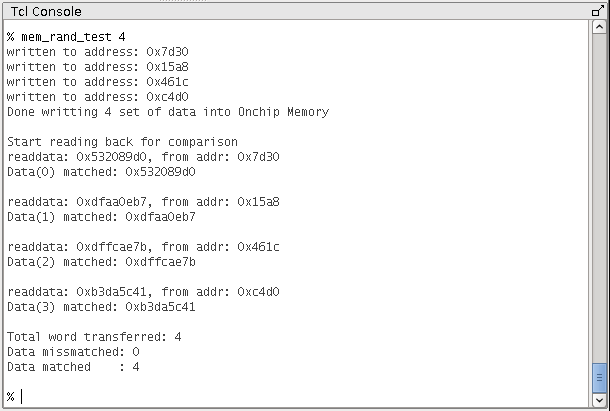 Tcl Console
% mem_rand_test 4
written to address: 0x7d30
written to address: 0x15a8
written to address: 0x461c
written to address: 0xc4d0
Done writting 4 set of data into Onchip Memory
Start reading back for comparison
readdata: 0x532089d0, from addr: 0x7d30
Data(0) matched: 0x532089d0
readdata: 0xdfaa0eb7, from addr: 0x15a8
Data(1) matched: 0xdfaa0eb7
readdata: 0xdffcae7b, from addr: 0x461c
Data(2) matched: 0xdffcae7b
readdata: 0xb3da5c41, from addr: 0xc4d0
Data(3) matched: 0xb3da5c41
Total word transferred: 4
Data missmatched: 0
Data matched   : 4
%